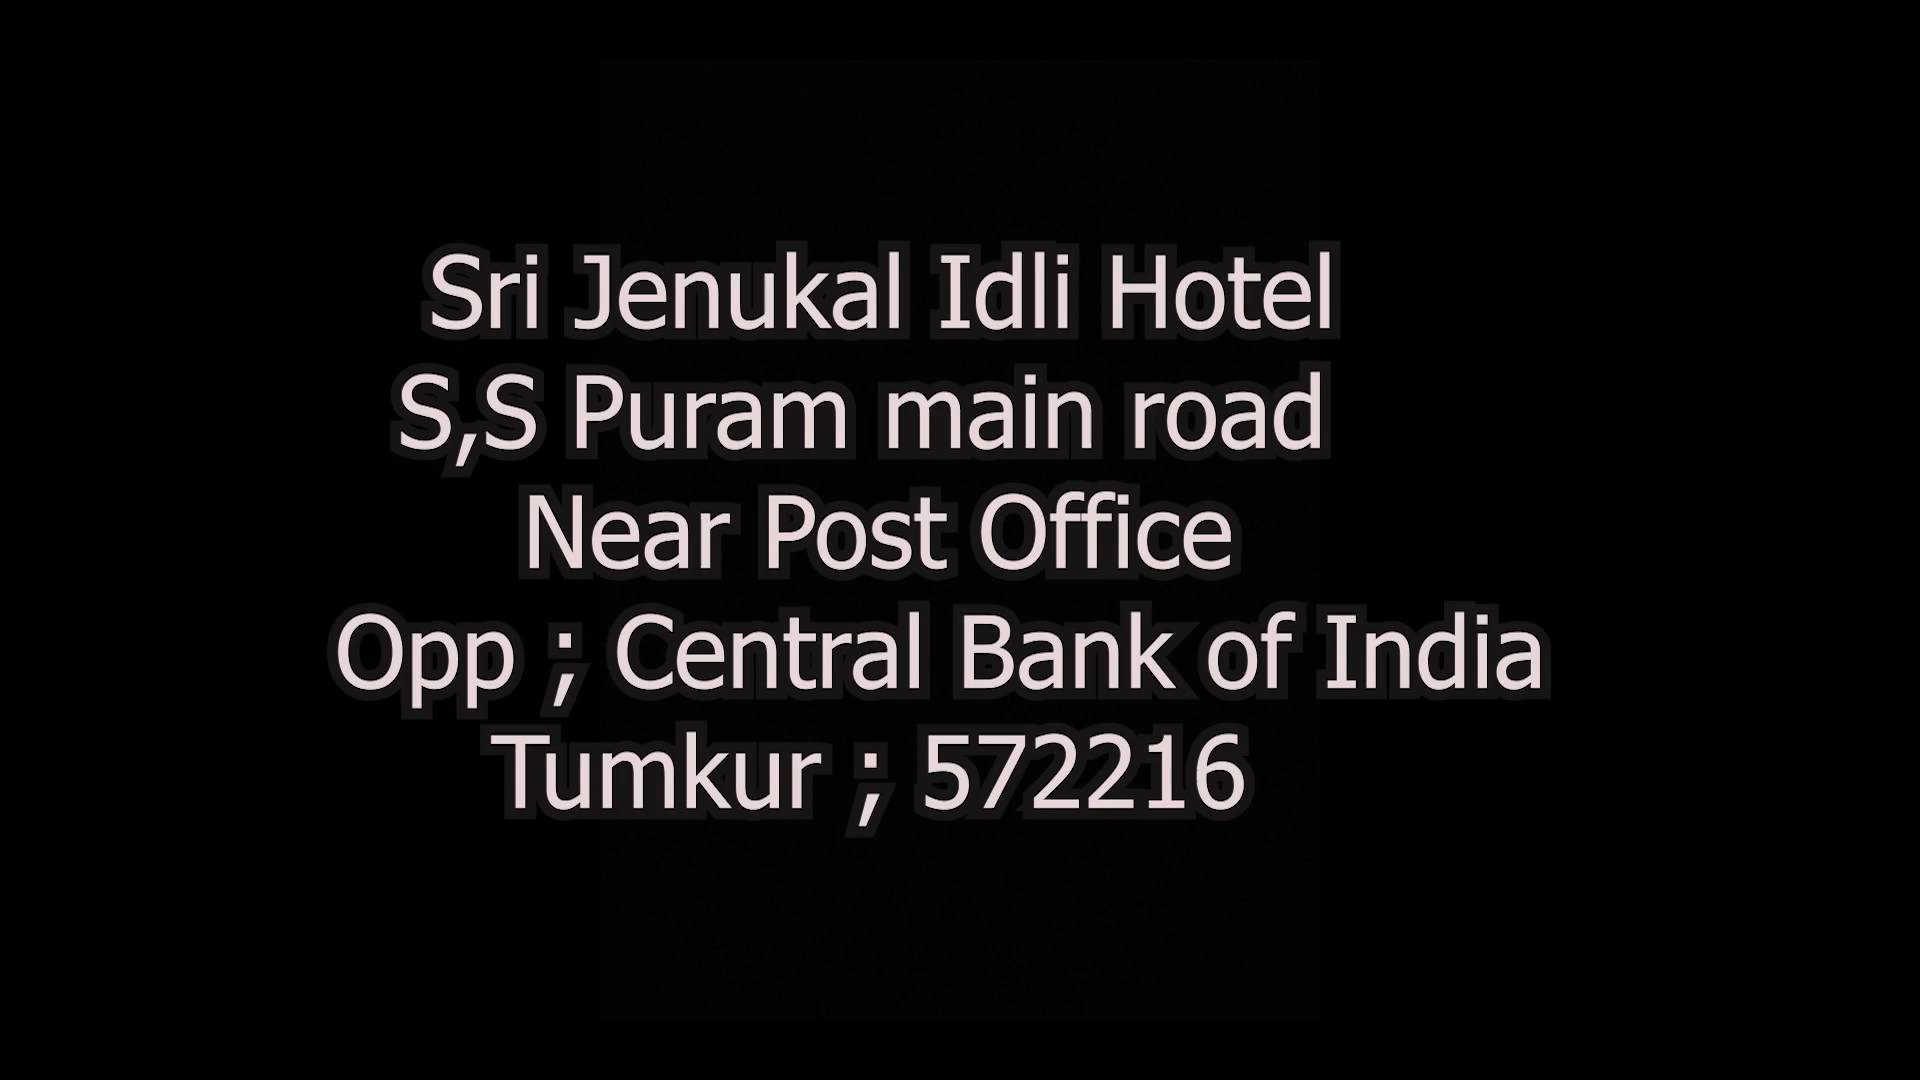 Sri Jenukal Idli Hotel
S,S Puram main road
Near Post Office
Opp ; Central Bank of India
Tumkur ; 572216